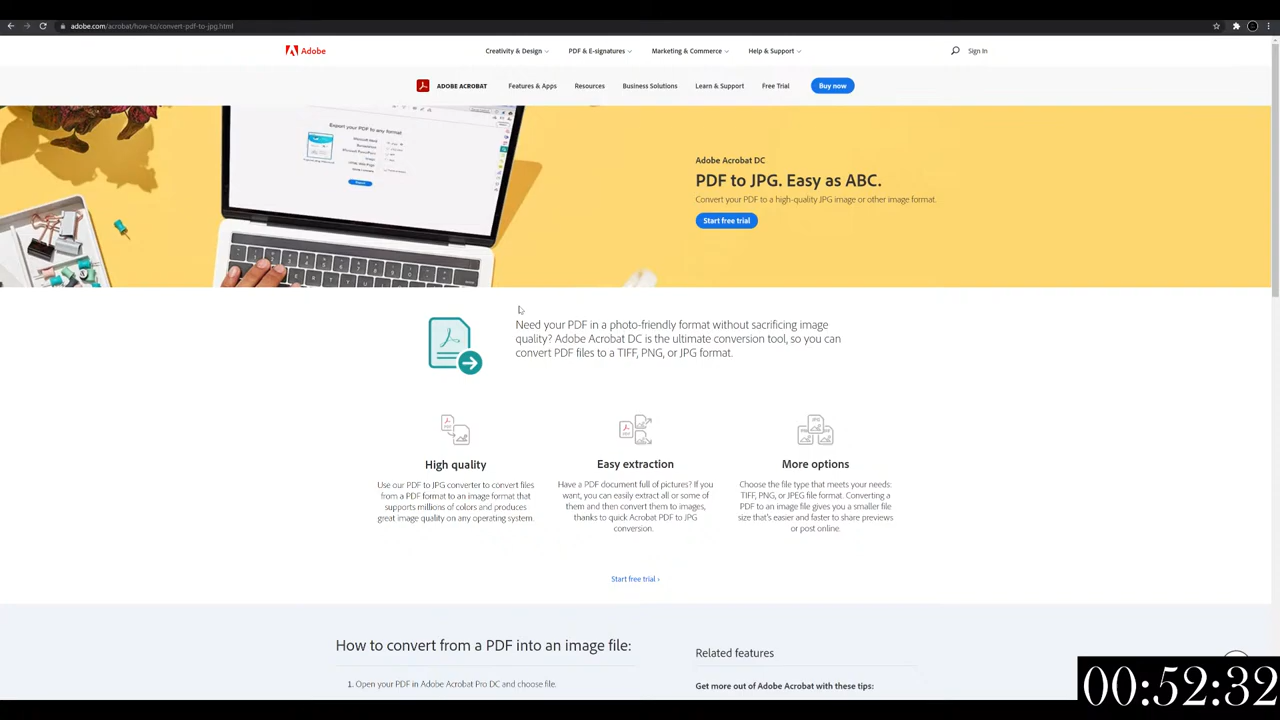 adobe.com/acrobat/how-to/convert-pdf-to-jpg.html
Adobe
Creativity & Design
PDF & E-signatures
Marketing & Commerce
Help & Support
Sign In
ADOBE ACROBAT
Features & Apps
Resources
Business Solutions
Learn & Support
Free Trial
Buy now
Export your PDF to any format
Adobe Acrobat DC
PDF to JPG. Easy as ABC.
Convert your PDF to a high-quality JPG image or other image format.
Start free trial
Need your PDF in a photo-friendly format without sacrificing image
quality? Adobe Acrobat DC is the ultimate conversion tool, so you can
convert PDF files to a TIFF, PNG, or JPG format.
High quality
Use our PDF to JPG converter to convert files
from a PDF format to an image format that
supports millions of colors and produces
great image quality on any operating system.
Easy extraction
Have a PDF document full of pictures? If you
want, you can easily extract all or some of
them and then convert them to images,
thanks to quick Acrobat PDF to JPG
conversion.
More options
Choose the file type that meets your needs:
TIFF, PNG, or JPEG file format. Converting a
PDF to an image file gives you a smaller file
size that's easier and faster to share previews
or post online.
Start free trial ›
How to convert from a PDF into an image file:
1. Open your PDF in Adobe Acrobat Pro DC and choose file.
Related features
Get more out of Adobe Acrobat with these tips:
00:52:32